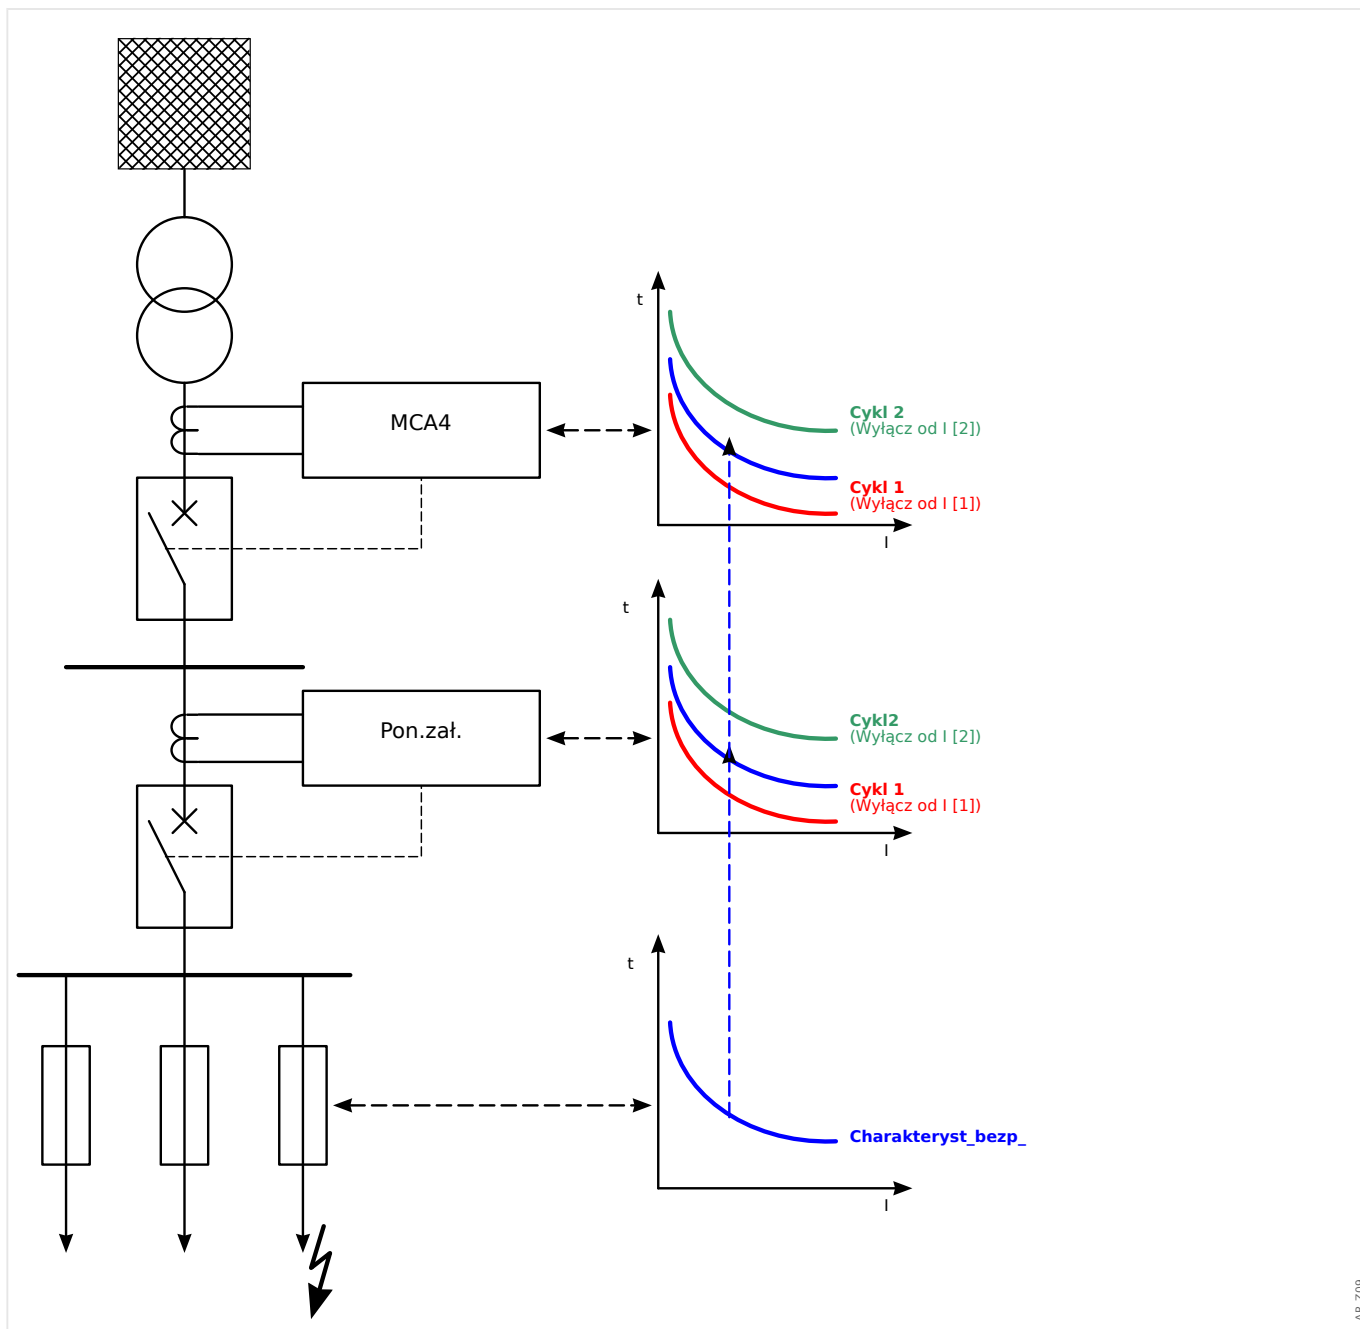 t
MCA4
Cykl 2
(Wyłącz od I [2])
Cykl 1
(Wyłącz od I [1])
I
t
Pon.zał.
Cykl2
(Wyłącz od I [2])
Cykl 1
(Wyłącz od I [1])
I
t
Charakteryst_bezp_
I